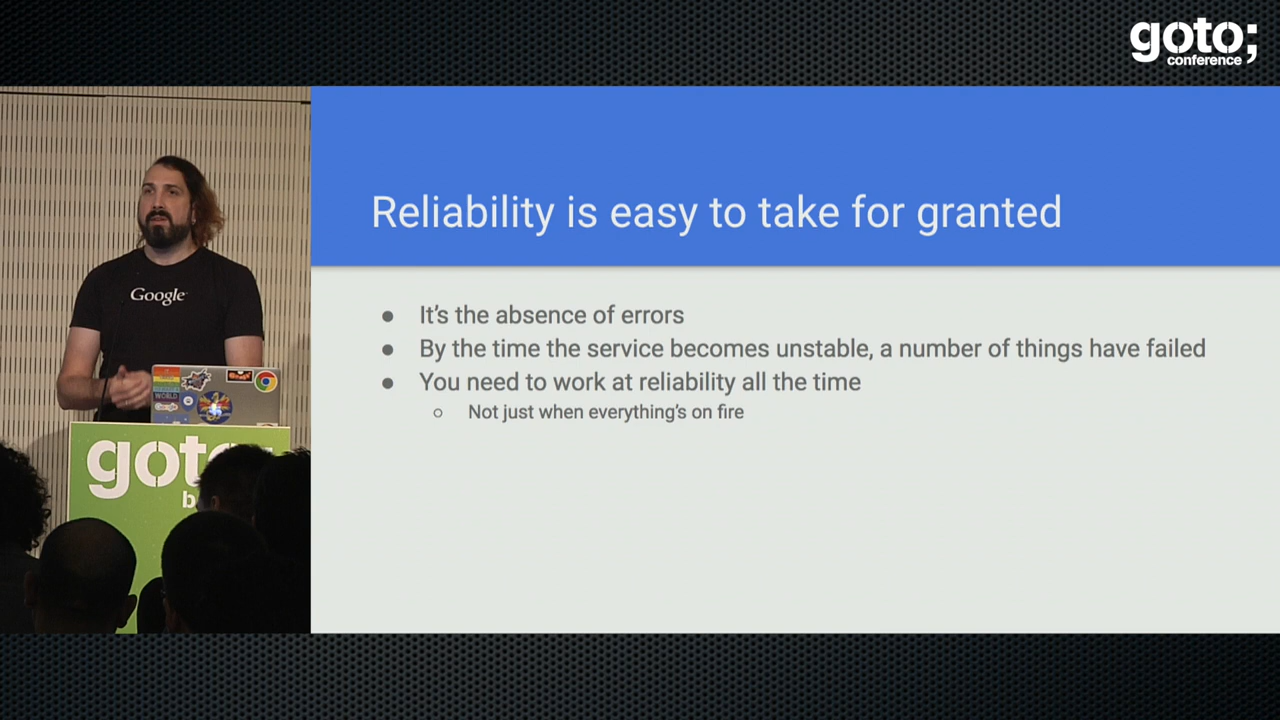 goto;
conference
Reliability is easy to take for granted
● It's the absence of errors
● By the time the service becomes unstable, a number of things have failed
● You need to work at reliability all the time
○ Not just when everything's on fire
Google
WORLD
goto;